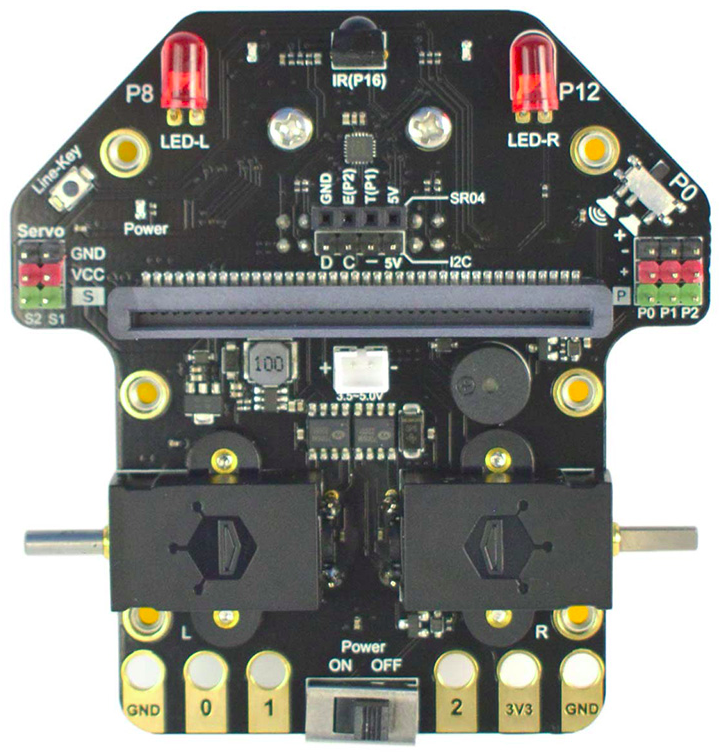 P8
IR(P16)
P12
LED-L
LED-R
Line-Key
P0
GND
E(P2)
T(P1)
5V
SR04
Power
Servo
GND
VCC
S
S2 S1
D C − 5V
I2C
+
-
+
P
P0 P1 P2
100
+ -
3.5~5.0V
L
R
Power
ON OFF
GND
0
1
2
3V3
GND